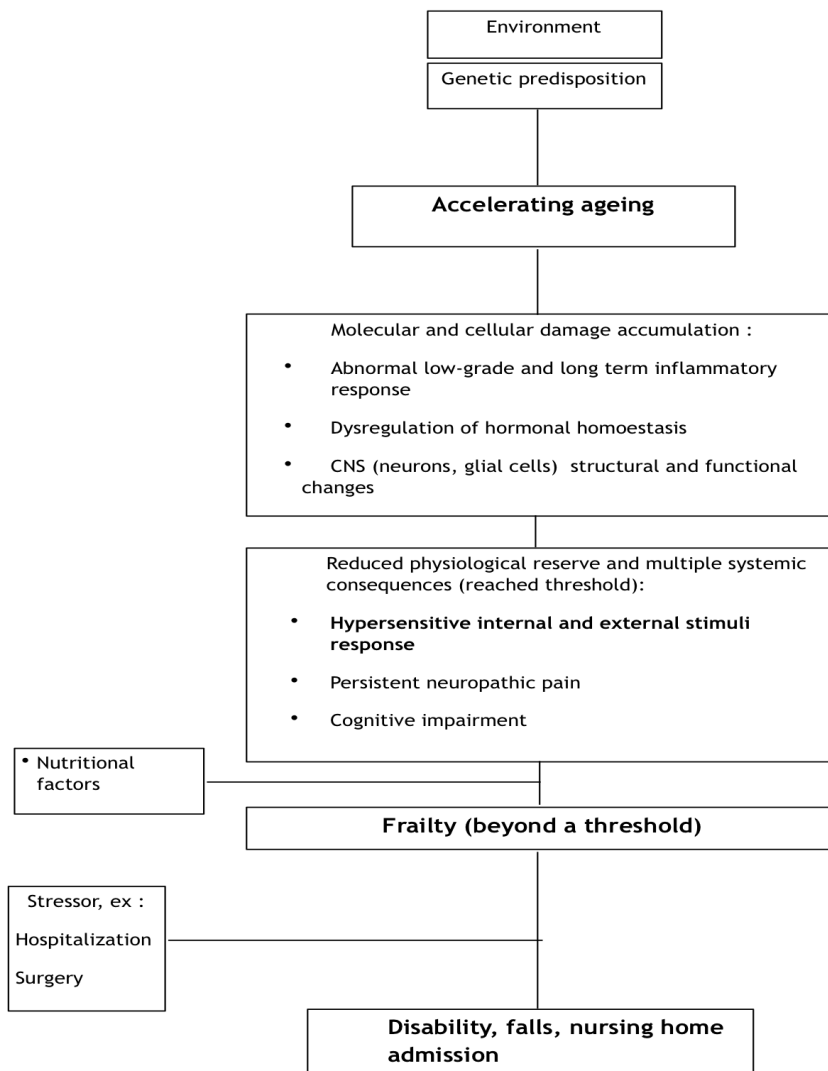 Environment
Genetic predisposition
Accelerating ageing
Molecular and cellular damage accumulation :
• Abnormal low-grade and long term inflammatory
response
• Dysregulation of hormonal homoestasis
• CNS (neurons, glial cells) structural and functional
changes
Reduced physiological reserve and multiple systemic
consequences (reached threshold):
• Hypersensitive internal and external stimuli
response
• Persistent neuropathic pain
• Cognitive impairment
• Nutritional
factors
Frailty (beyond a threshold)
Stressor, ex :
Hospitalization
Surgery
Disability, falls, nursing home
admission